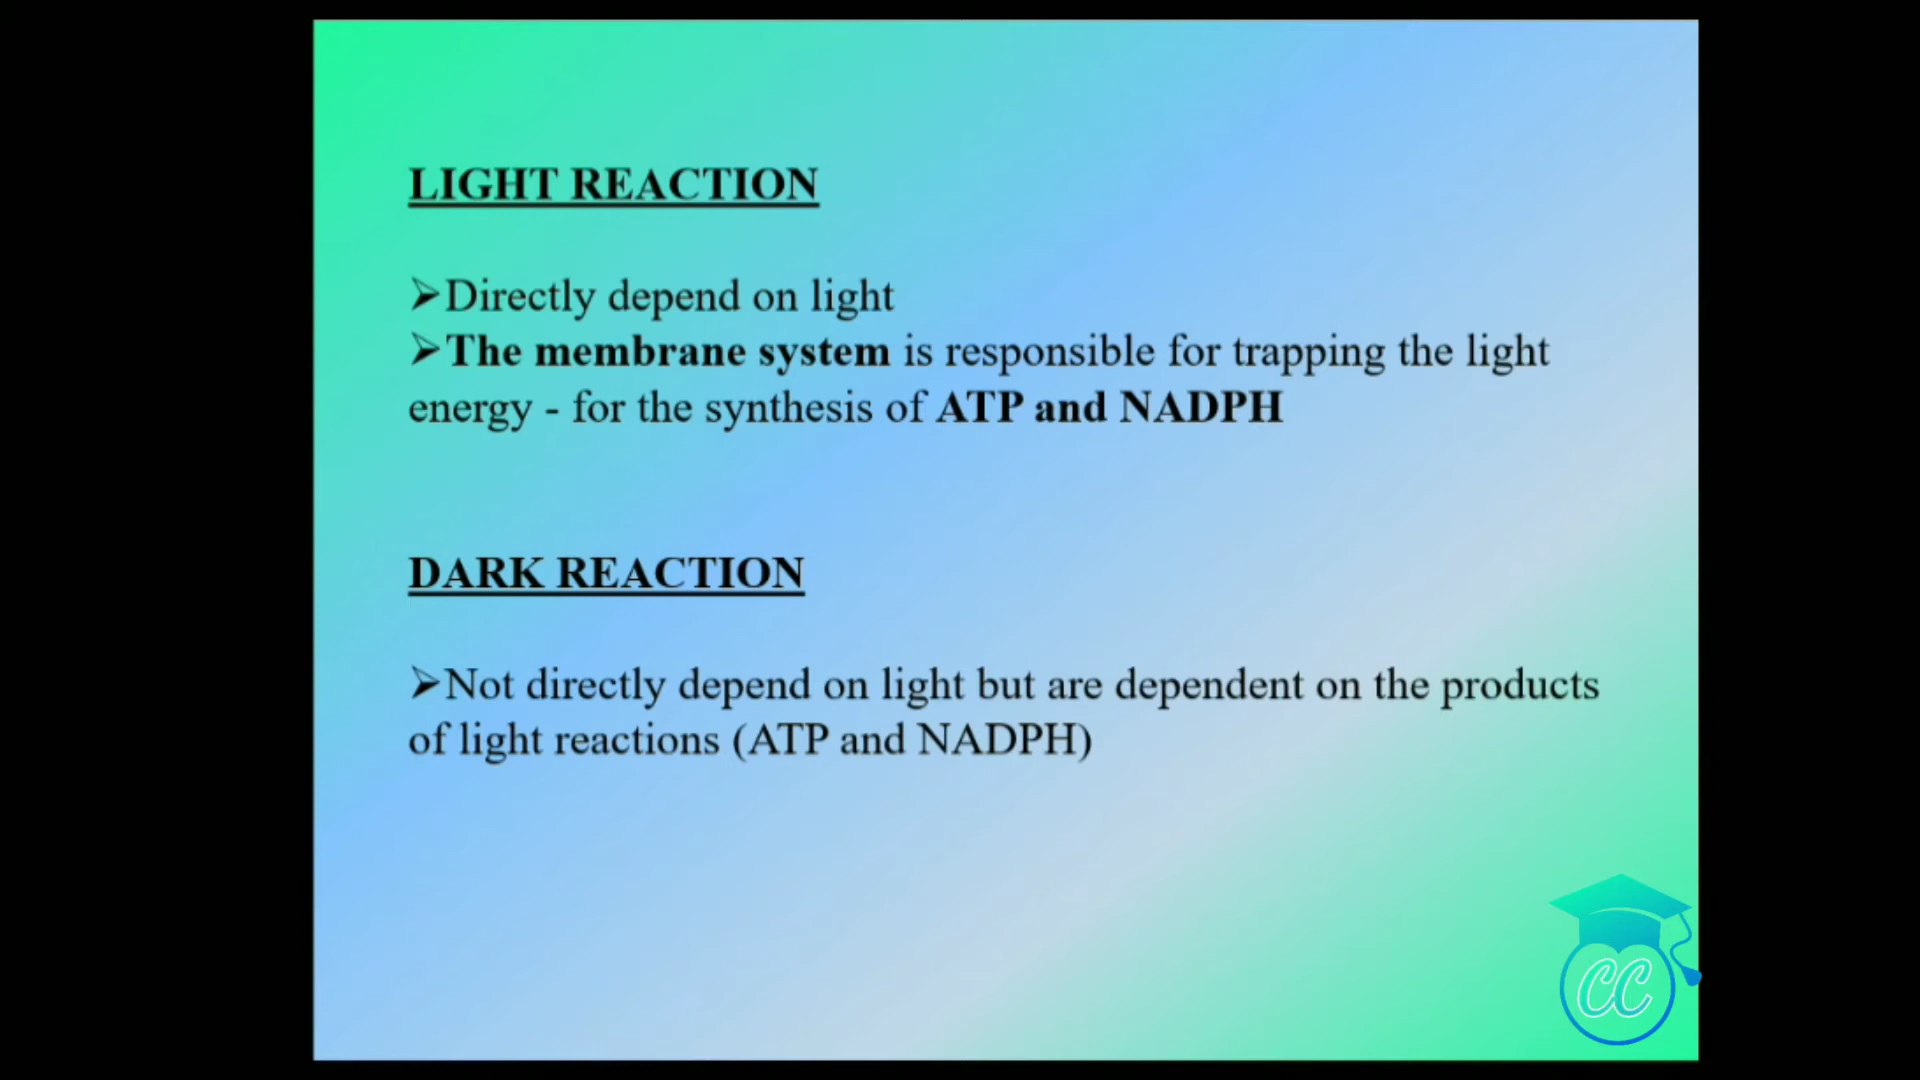 LIGHT REACTION
➢Directly depend on light
➢The membrane system is responsible for trapping the light
energy - for the synthesis of ATP and NADPH
DARK REACTION
➢Not directly depend on light but are dependent on the products
of light reactions (ATP and NADPH)
CC